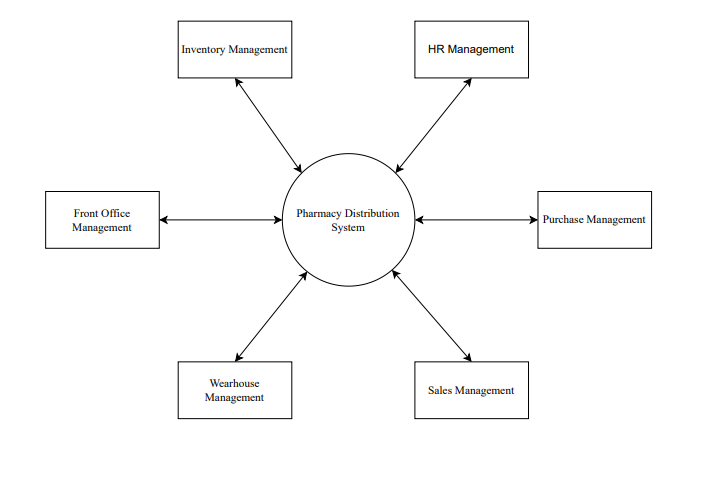 Inventory Management
HR Management
Front Office
Management
Pharmacy Distribution
System
Purchase Management
Wearhouse
Management
Sales Management